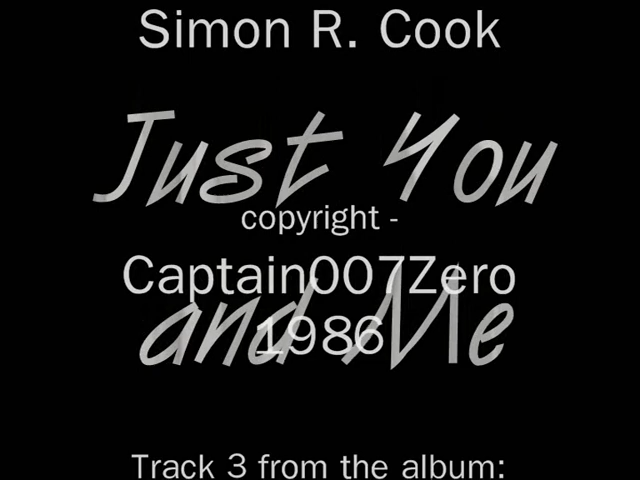 Simon R. Cook
Just You
copyright -
Captain007Zero
and Me
1986
Track 3 from the album: